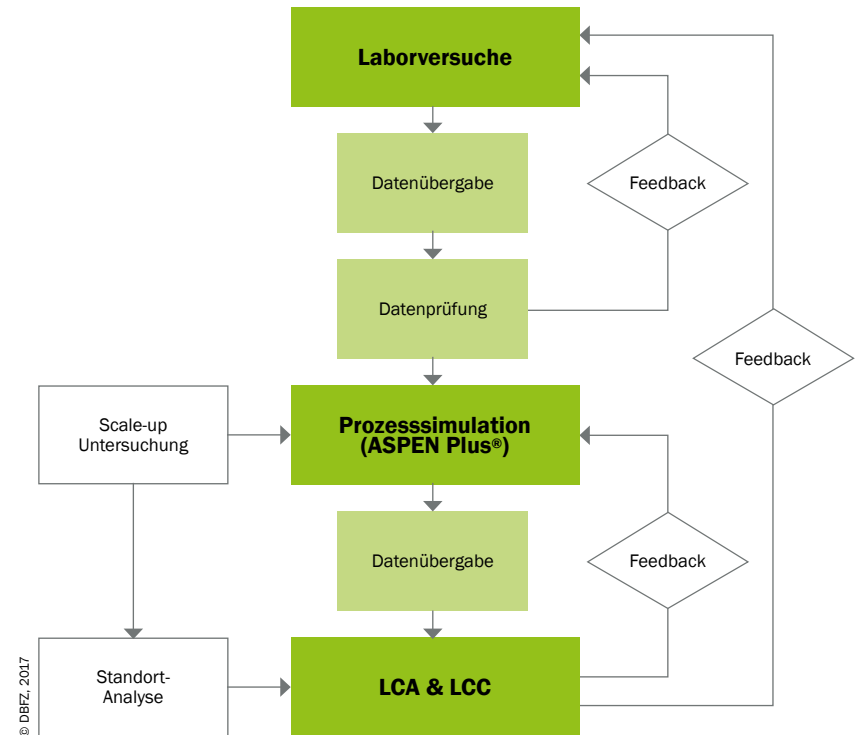 Laborversuche
Datenübergabe
Feedback
Datenprüfung
Feedback
Scale-up
Untersuchung
Prozesssimulation
(ASPEN Plus®)
Datenübergabe
Feedback
Standort-
Analyse
LCA & LCC
© DBFZ, 2017